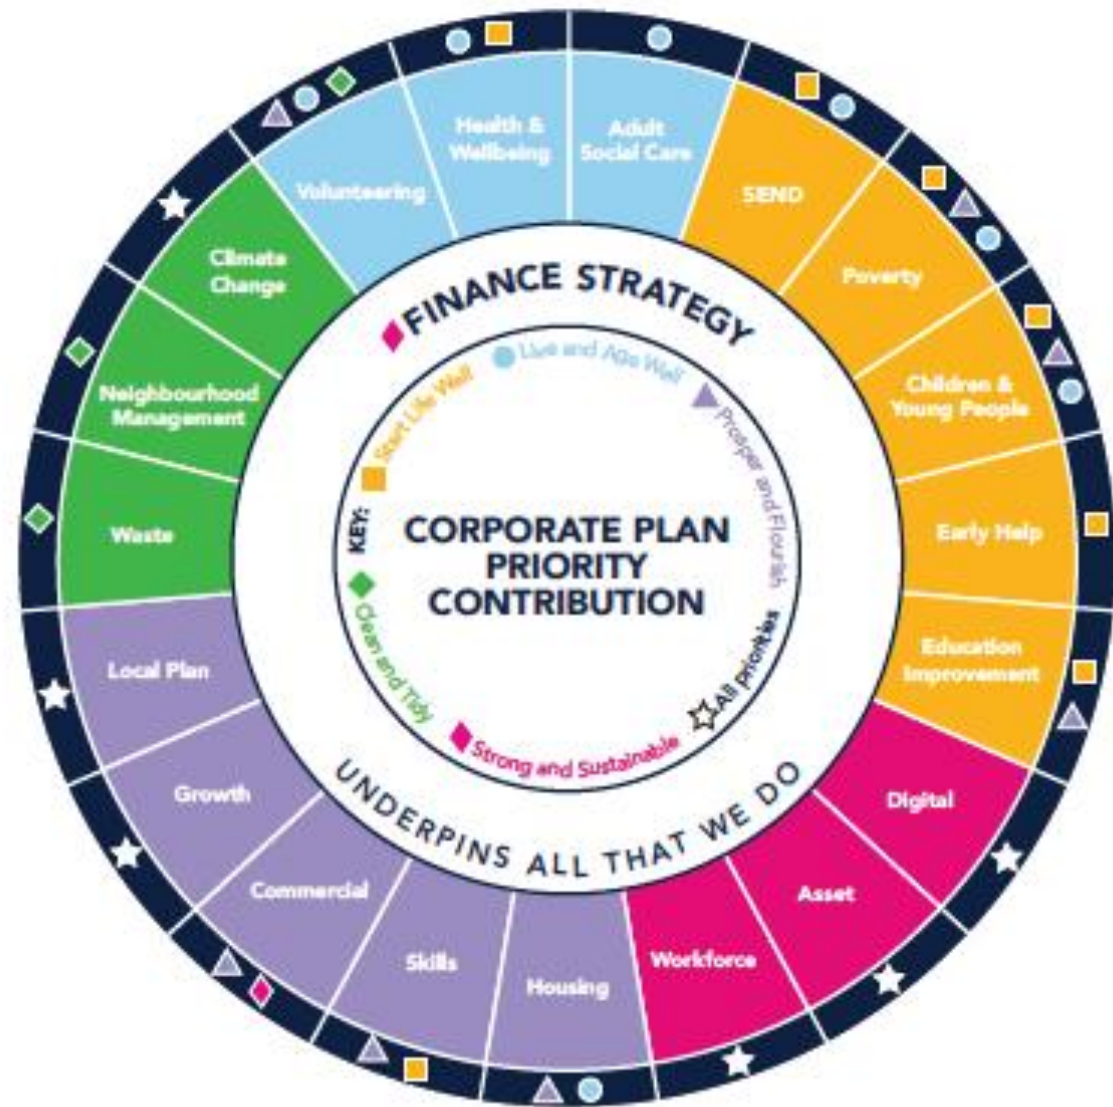 FINANCE STRATEGY
UNDERPINS ALL THAT WE DO
KEY:
Start Life Well
Live and Age Well
Prosper and Flourish
All priorities
Strong and Sustainable
Clean and Tidy
CORPORATE PLAN
PRIORITY
CONTRIBUTION
Adult
Social Care
SEND
Poverty
Children &
Young People
Early Help
Education
Improvement
Digital
Asset
Workforce
Housing
Skills
Commercial
Growth
Local Plan
Waste
Neighbourhood
Management
Climate
Change
Volunteering
Health &
Wellbeing